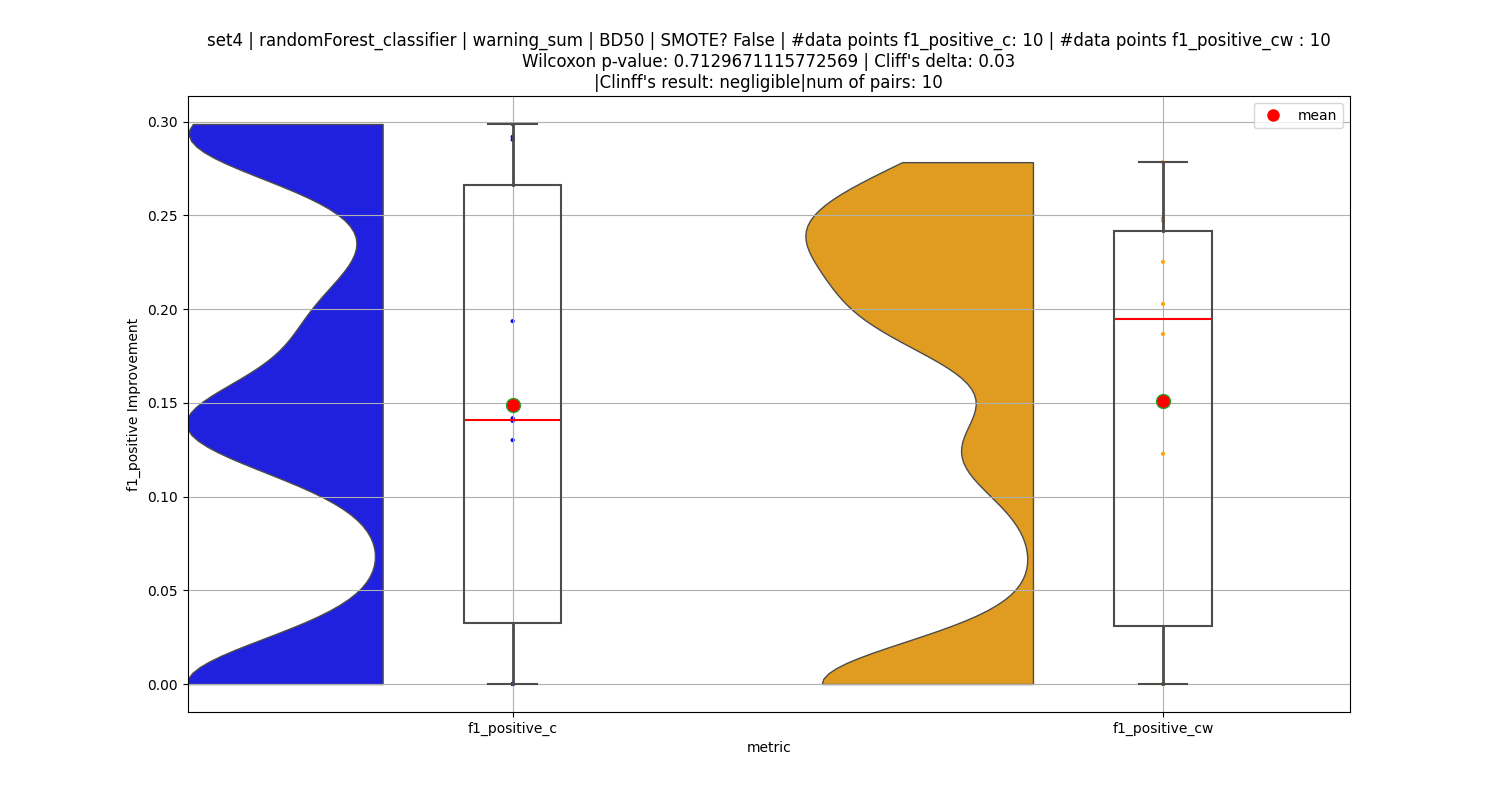 set4 | randomForest_classifier | warning_sum | BD50 | SMOTE? False | #data points f1_positive_c: 10 | #data points f1_positive_cw : 10
Wilcoxon p-value: 0.7129671115772569 | Cliff's delta: 0.03
|Clinff's result: negligible|num of pairs: 10
mean
0.30
0.25
0.20
0.15
0.10
0.05
0.00
f1_positive Improvement
f1_positive_c
f1_positive_cw
metric